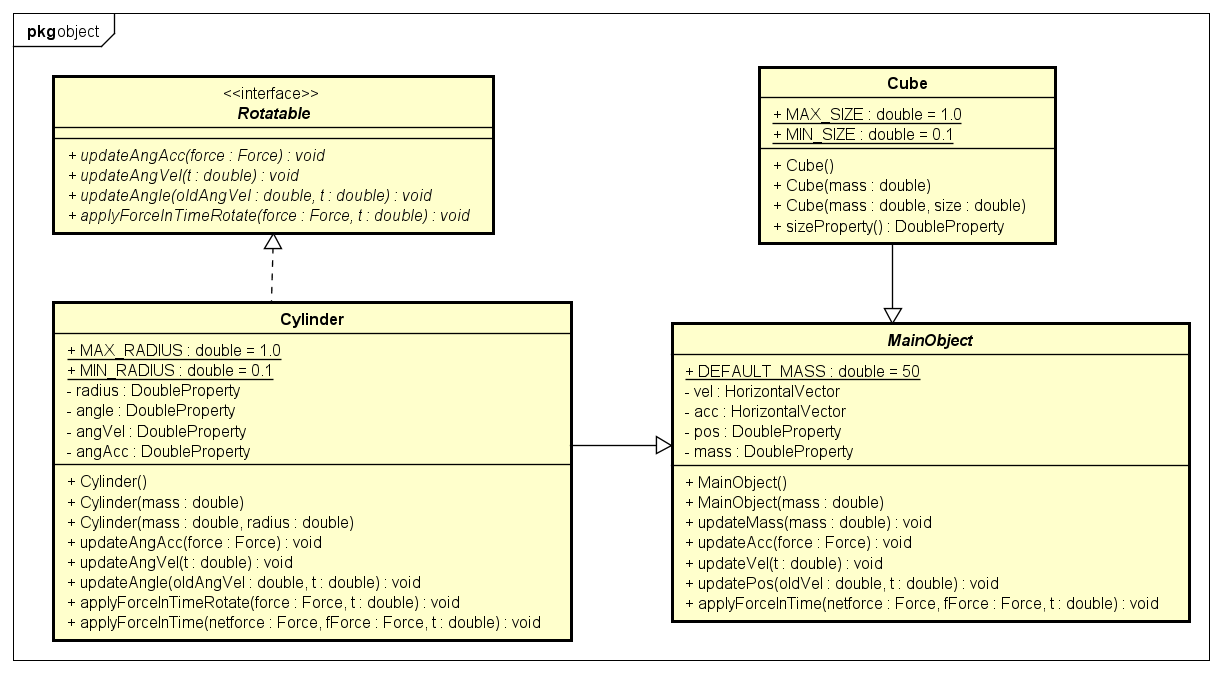 pkg object
<<interface>>
Rotatable
+ updateAngAcc(force : Force) : void
+ updateAngVel(t : double) : void
+ updateAngle(oldAngVel : double, t : double) : void
+ applyForceInTimeRotate(force : Force, t : double) : void
Cube
+ MAX_SIZE : double = 1.0
+ MIN_SIZE : double = 0.1
+ Cube()
+ Cube(mass : double)
+ Cube(mass : double, size : double)
+ sizeProperty() : DoubleProperty
Cylinder
+ MAX_RADIUS : double = 1.0
+ MIN_RADIUS : double = 0.1
- radius : DoubleProperty
- angle : DoubleProperty
- angVel : DoubleProperty
- angAcc : DoubleProperty
+ Cylinder()
+ Cylinder(mass : double)
+ Cylinder(mass : double, radius : double)
+ updateAngAcc(force : Force) : void
+ updateAngVel(t : double) : void
+ updateAngle(oldAngVel : double, t : double) : void
+ applyForceInTimeRotate(force : Force, t : double) : void
+ applyForceInTime(netforce : Force, fForce : Force, t : double) : void
MainObject
+ DEFAULT_MASS : double = 50
- vel : HorizontalVector
- acc : HorizontalVector
- pos : DoubleProperty
- mass : DoubleProperty
+ MainObject()
+ MainObject(mass : double)
+ updateMass(mass : double) : void
+ updateAcc(force : Force) : void
+ updateVel(t : double) : void
+ updatePos(oldVel : double, t : double) : void
+ applyForceInTime(netforce : Force, fForce : Force, t : double) : void